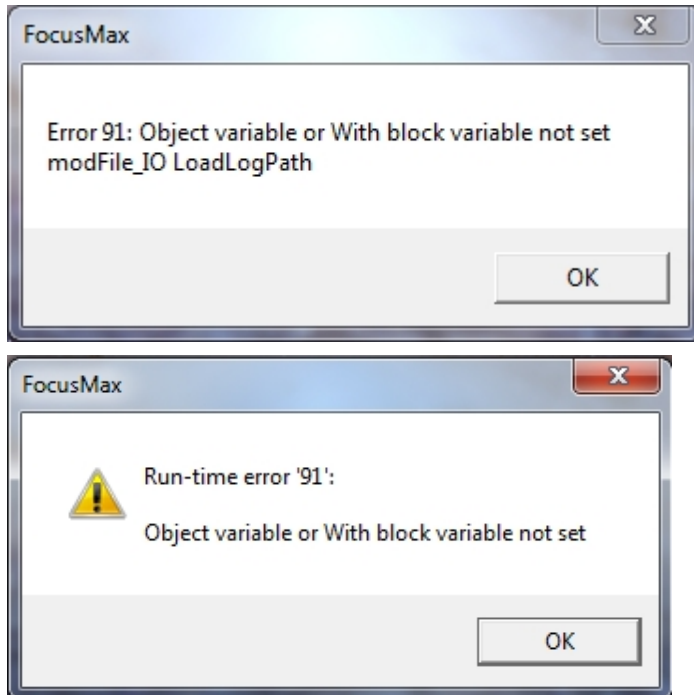 FocusMax
Error 91: Object variable or With block variable not set
modFile_IO LoadLogPath
OK
FocusMax
Run-time error '91':
Object variable or With block variable not set
OK